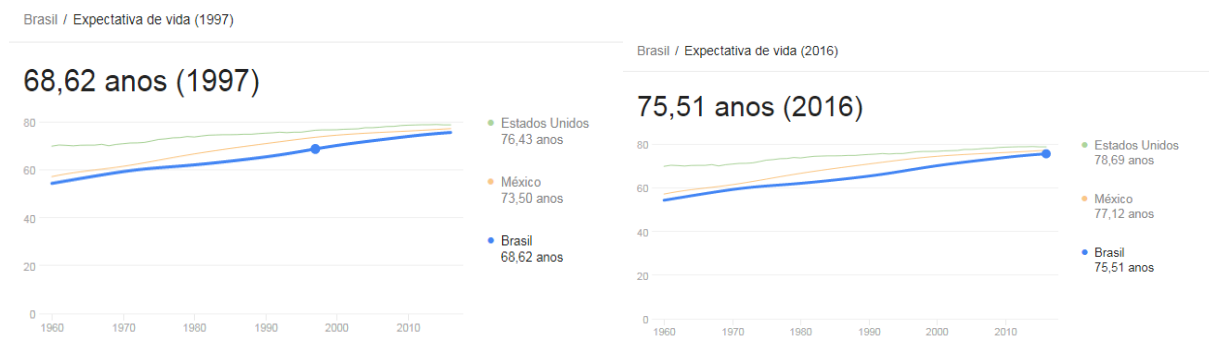 Brasil / Expectativa de vida (1997)
68,62 anos (1997)
80
60
40
20
0
1960
1970
1980
1990
2000
2010
Estados Unidos
76,43 anos
México
73,50 anos
Brasil
68,62 anos
Brasil / Expectativa de vida (2016)
75,51 anos (2016)
80
60
40
20
0
1960
1970
1980
1990
2000
2010
Estados Unidos
78,69 anos
México
77,12 anos
Brasil
75,51 anos